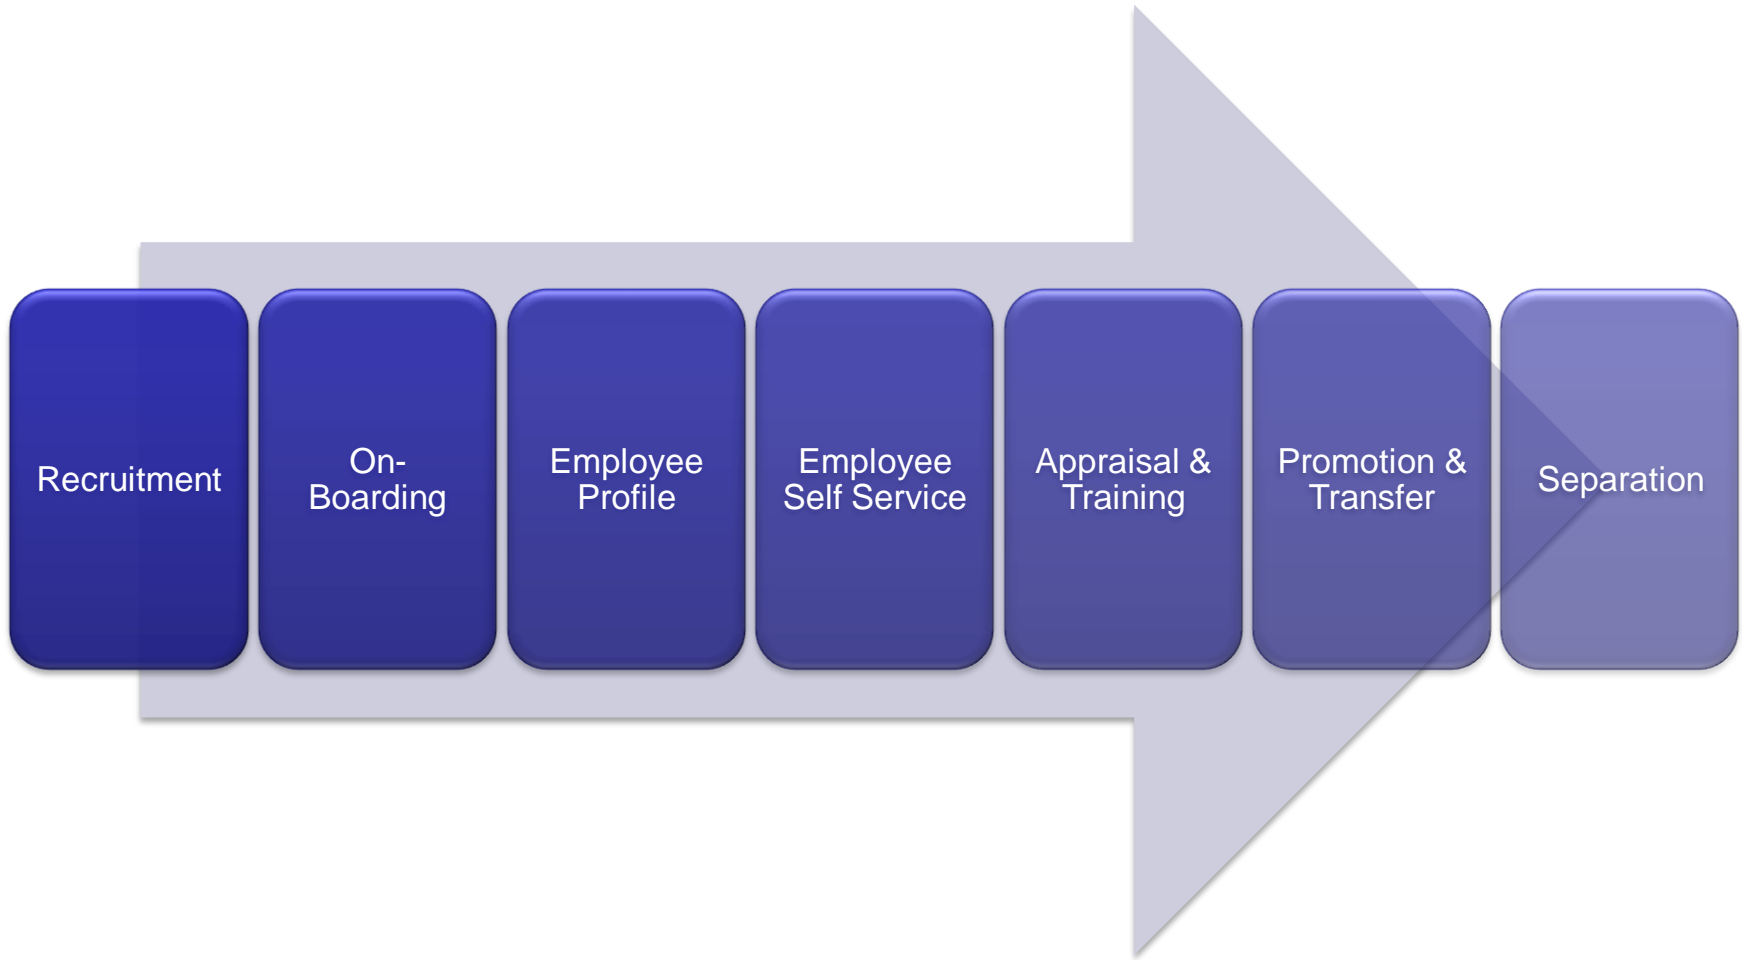 Recruitment
On-
Boarding
Employee
Profile
Employee
Self Service
Appraisal &
Training
Promotion &
Transfer
Separation